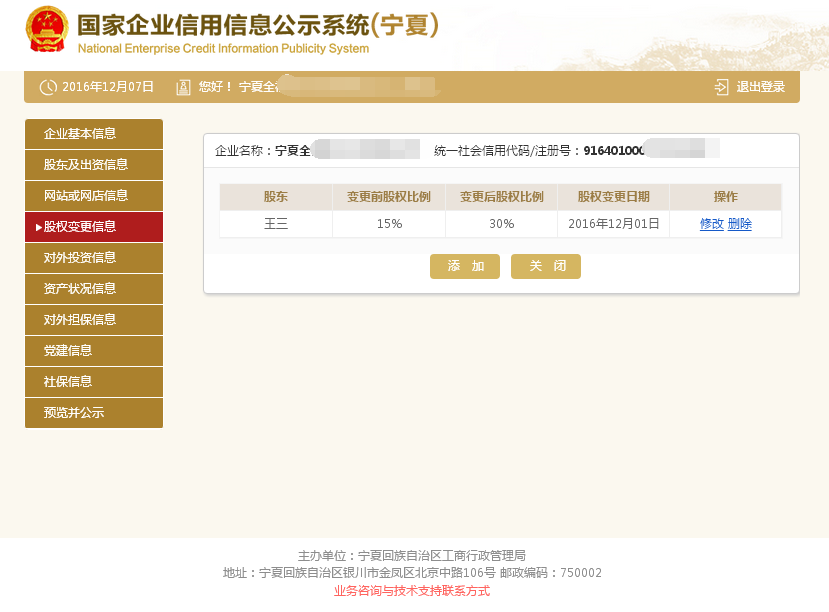 国家企业信用信息公示系统(宁夏)
National Enterprise Credit Information Publicity System
2016年12月07日 您好！ 宁夏全 退出登录
企业基本信息
股东及出资信息
网站或网店信息
股权变更信息
对外投资信息
资产状况信息
对外担保信息
党建信息
社保信息
预览并公示
企业名称：宁夏全 统一社会信用代码/注册号：91640100
股东 变更前股权比例 变更后股权比例 股权变更日期 操作
王三 15% 30% 2016年12月01日 修改 删除
添 加 关 闭
主办单位：宁夏回族自治区工商行政管理局
地址：宁夏回族自治区银川市金凤区北京中路106号 邮政编码：750002
业务咨询与技术支持联系方式